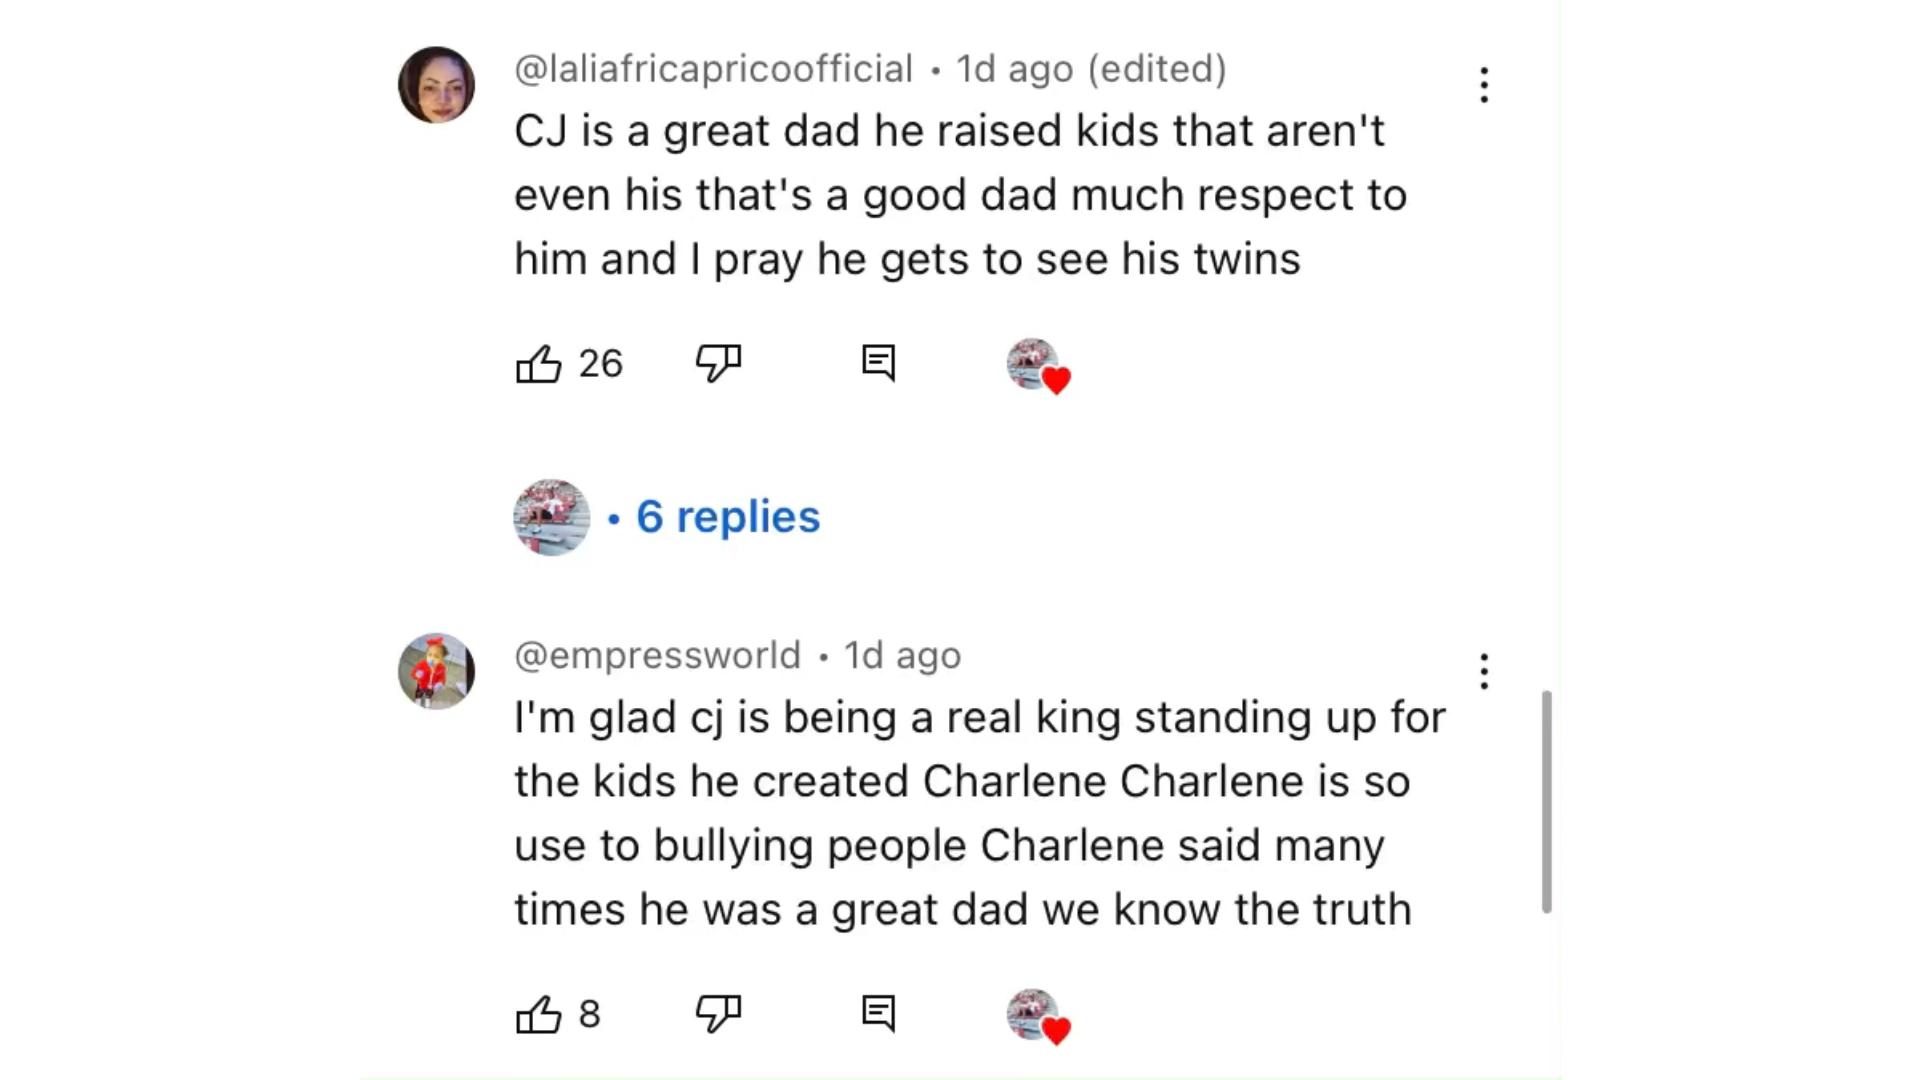 @laliafricapricoofficial • 1d ago (edited)
CJ is a great dad he raised kids that aren't
even his that's a good dad much respect to
him and I pray he gets to see his twins
26
• 6 replies
@empressworld • 1d ago
I'm glad cj is being a real king standing up for
the kids he created Charlene Charlene is so
use to bullying people Charlene said many
times he was a great dad we know the truth
8